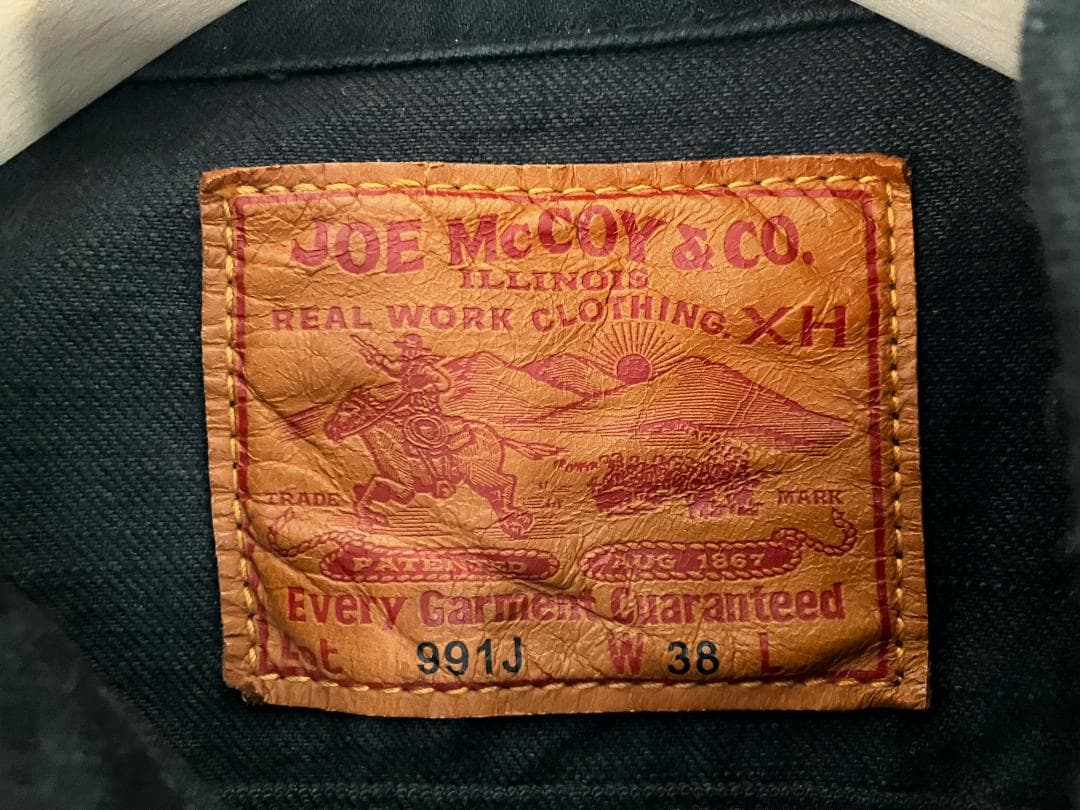 JOE McCOY & CO.
ILLINOIS
REAL WORK CLOTHING, XH
TRADE MARK
PATENTED AUG 1867
Every Garment Guaranteed
Lot 991J W 38 L